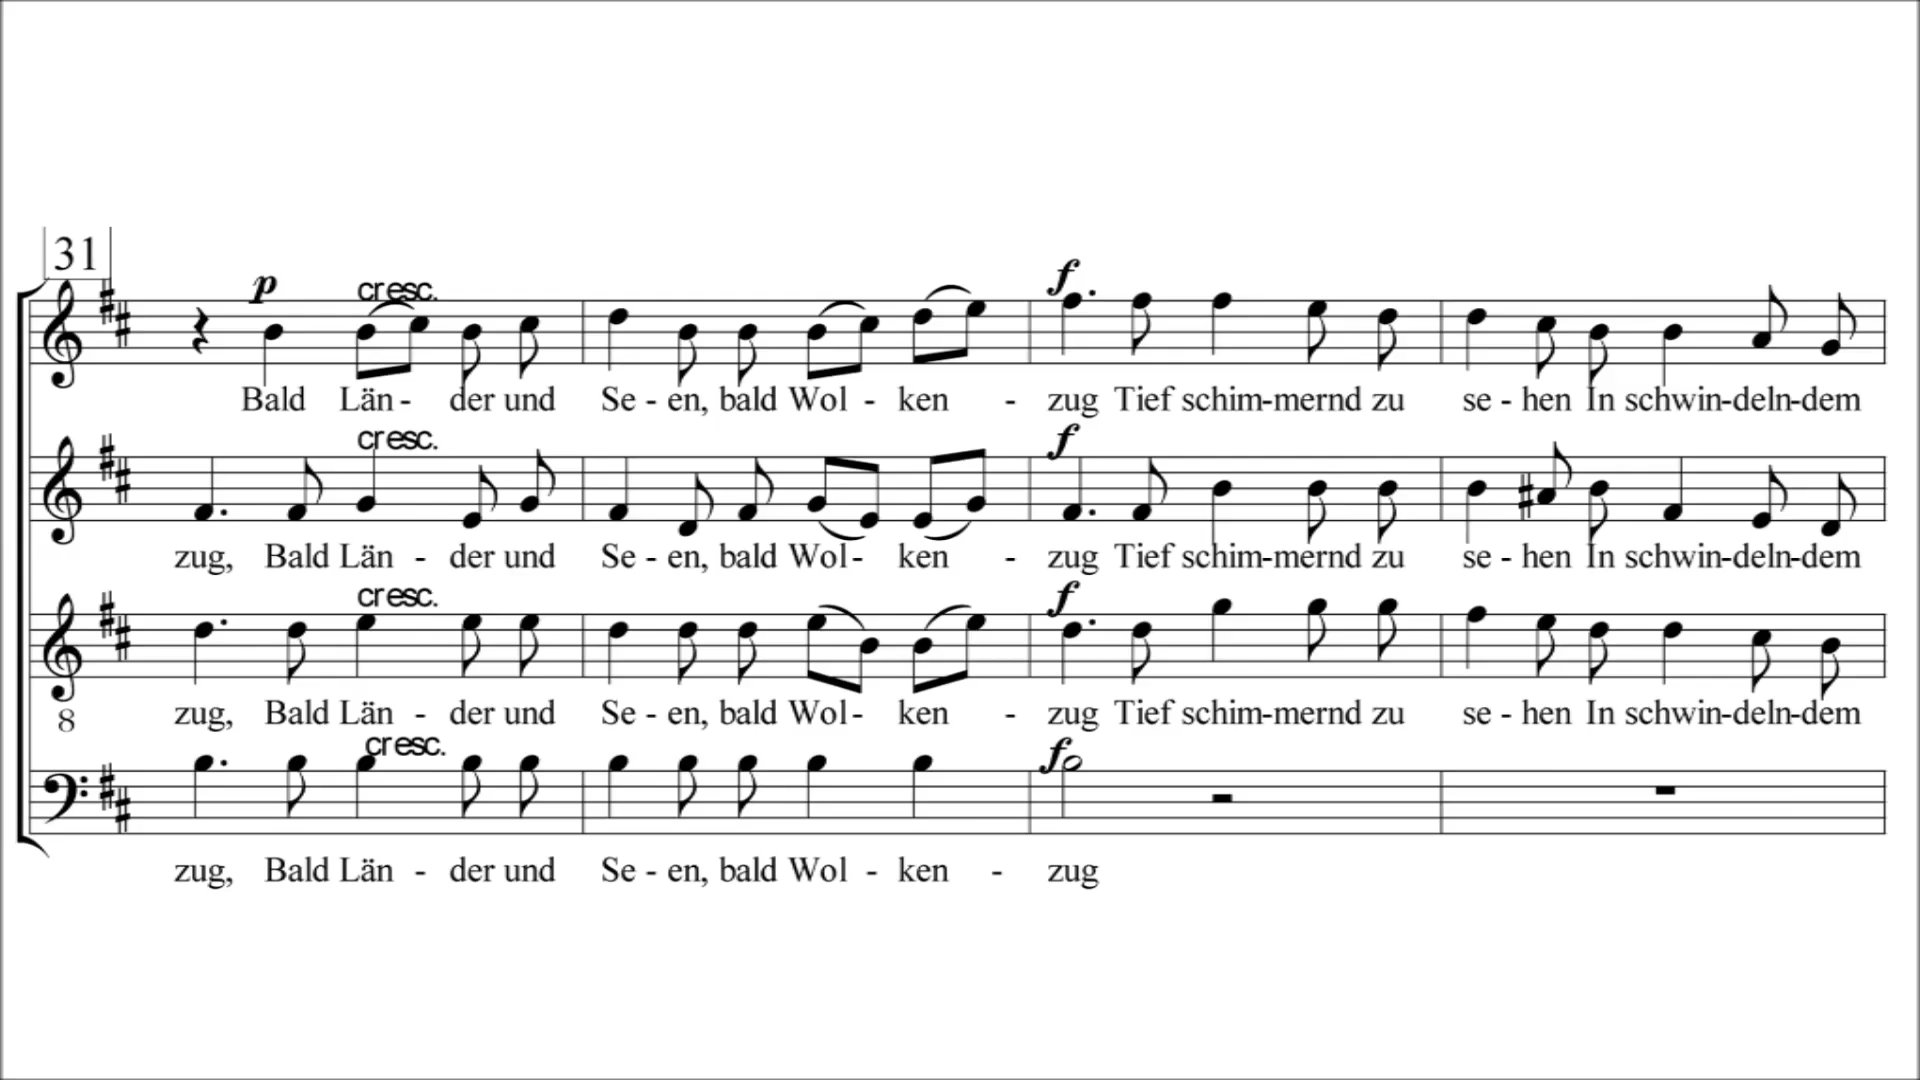 31
p cresc. f
Bald Län - der und Se - en, bald Wol - ken - zug Tief schim-mernd zu se - hen In schwin-deln-dem
cresc. f
zug, Bald Län - der und Se - en, bald Wol - ken - zug Tief schim-mernd zu se - hen In schwin-deln-dem
cresc. f
8
zug, Bald Län - der und Se - en, bald Wol - ken - zug Tief schim-mernd zu se - hen In schwin-deln-dem
cresc. f
zug, Bald Län - der und Se - en, bald Wol - ken - zug